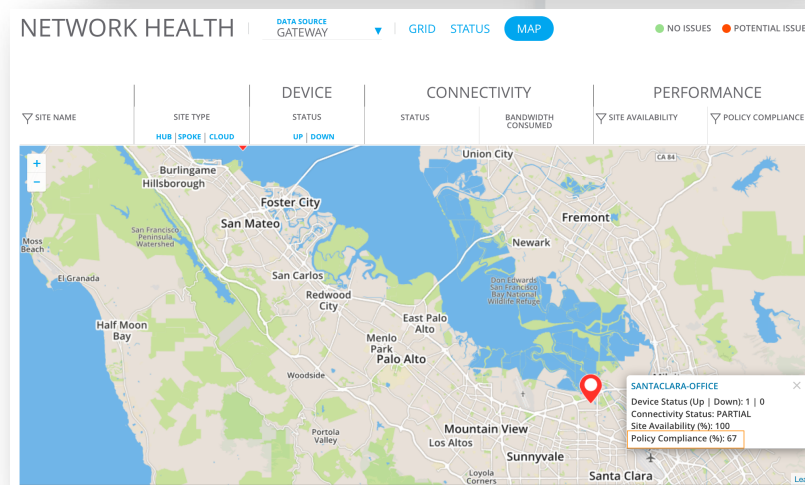 NETWORK HEALTH
DATA SOURCE
GATEWAY
GRID STATUS MAP
NO ISSUES POTENTIAL ISSUE
DEVICE CONNECTIVITY PERFORMANCE
SITE NAME SITE TYPE STATUS STATUS BANDWIDTH CONSUMED SITE AVAILABILITY POLICY COMPLIANCE
HUB | SPOKE | CLOUD UP | DOWN
+
−
Burlingame
Hillsborough
Union City
CA 84
Foster City
San Mateo
Fremont
San Francisco
Peninsula
Watershed
Moss
Beach
Newark
El Granada
San Carlos
Don Edwards
San Francisco
Bay National
Wildlife Refuge
Redwood
City
Half Moon
Bay
East Palo
Alto
Menlo
Park
Palo Alto
Woodside
SANTACLARA-OFFICE
Device Status (Up | Down): 1 | 0
Connectivity Status: PARTIAL
Site Availability (%): 100
Policy Compliance (%): 67
Portola
Valley
Mountain View
Los Altos
Sunnyvale
Loyola
Corners
Santa Clara